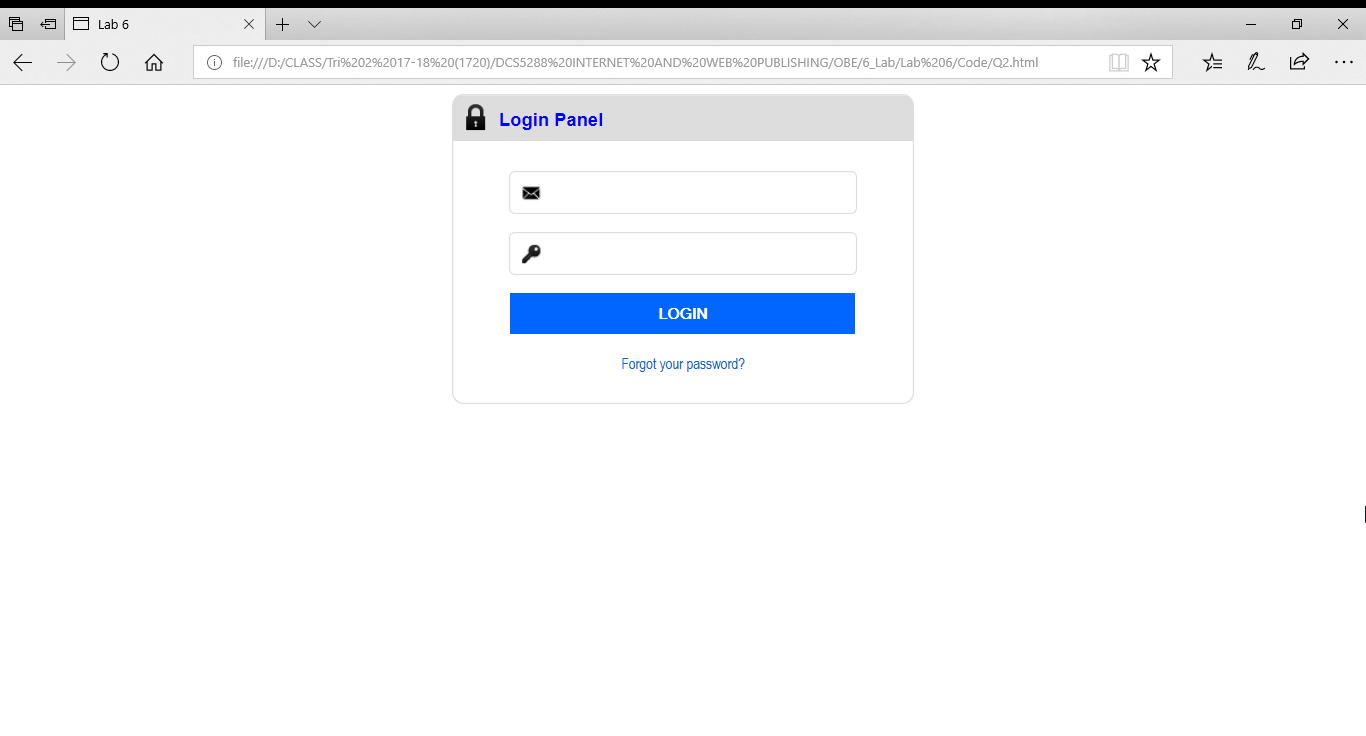 Lab 6
file:///D:/CLASS/Tri%202%2017-18%20(1720)/DCS5288%20INTERNET%20AND%20WEB%20PUBLISHING/OBE/6_Lab/Lab%206/Code/Q2.html
Login Panel
LOGIN
Forgot your password?